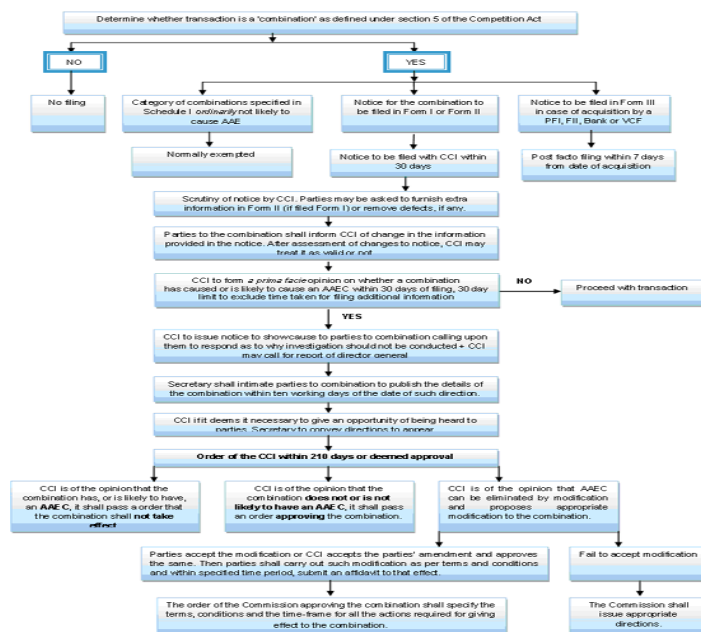 Determine whether transaction is a 'combination' as defined under section 5 of the Competition Act
NO
YES
No filing
Category of combinations specified in
Schedule I ordinarily not likely to
cause AAE
Notice for the combination to
be filed in Form I or Form II
Notice to be filed in Form III
in case of acquisition by a
PFI, FII, Bank or VCF
Normally exempted
Notice to be filed with CCI within
30 days
Post facto filing within 7 days
from date of acquisition
Scrutiny of notice by CCI. Parties may be asked to furnish extra
information in Form II (if filed Form I) or remove defects, if any.
Parties to the combination shall inform CCI of change in the information
provided in the notice. After assessment of changes to notice, CCI may
treat it as valid or not
CCI to form a prima facie opinion on whether a combination
has caused or is likely to cause an AAEC within 30 days of filing, 30 day
limit to exclude time taken for filing additional information
NO
Proceed with transaction
YES
CCI to issue notice to showcause to parties to combination calling upon
them to respond as to why investigation should not be conducted + CCI
may call for report of director general
Secretary shall intimate parties to combination to publish the details of
the combination within ten working days of the date of such direction.
CCI if it deems it necessary to give an opportunity of being heard to
parties. Secretary to convey directions to appear
Order of the CCI within 210 days or deemed approval
CCI is of the opinion that the
combination has, or is likely to have,
an AAEC, it shall pass a order that
the combination shall not take
effect
CCI is of the opinion that the
combination does not or is not
likely to have an AAEC, it shall pass
an order approving the combination.
CCI is of the opinion that AAEC
can be eliminated by modification
and proposes appropriate
modification to the combination.
Parties accept the modification or CCI accepts the parties' amendment and approves
the same. Then parties shall carry out such modification as per terms and conditions
and within specified time period, submit an affidavit to that effect.
Fail to accept modification
The order of the Commission approving the combination shall specify the
terms, conditions and the time-frame for all the actions required for giving
effect to the combination.
The Commission shall
issue appropriate
directions.